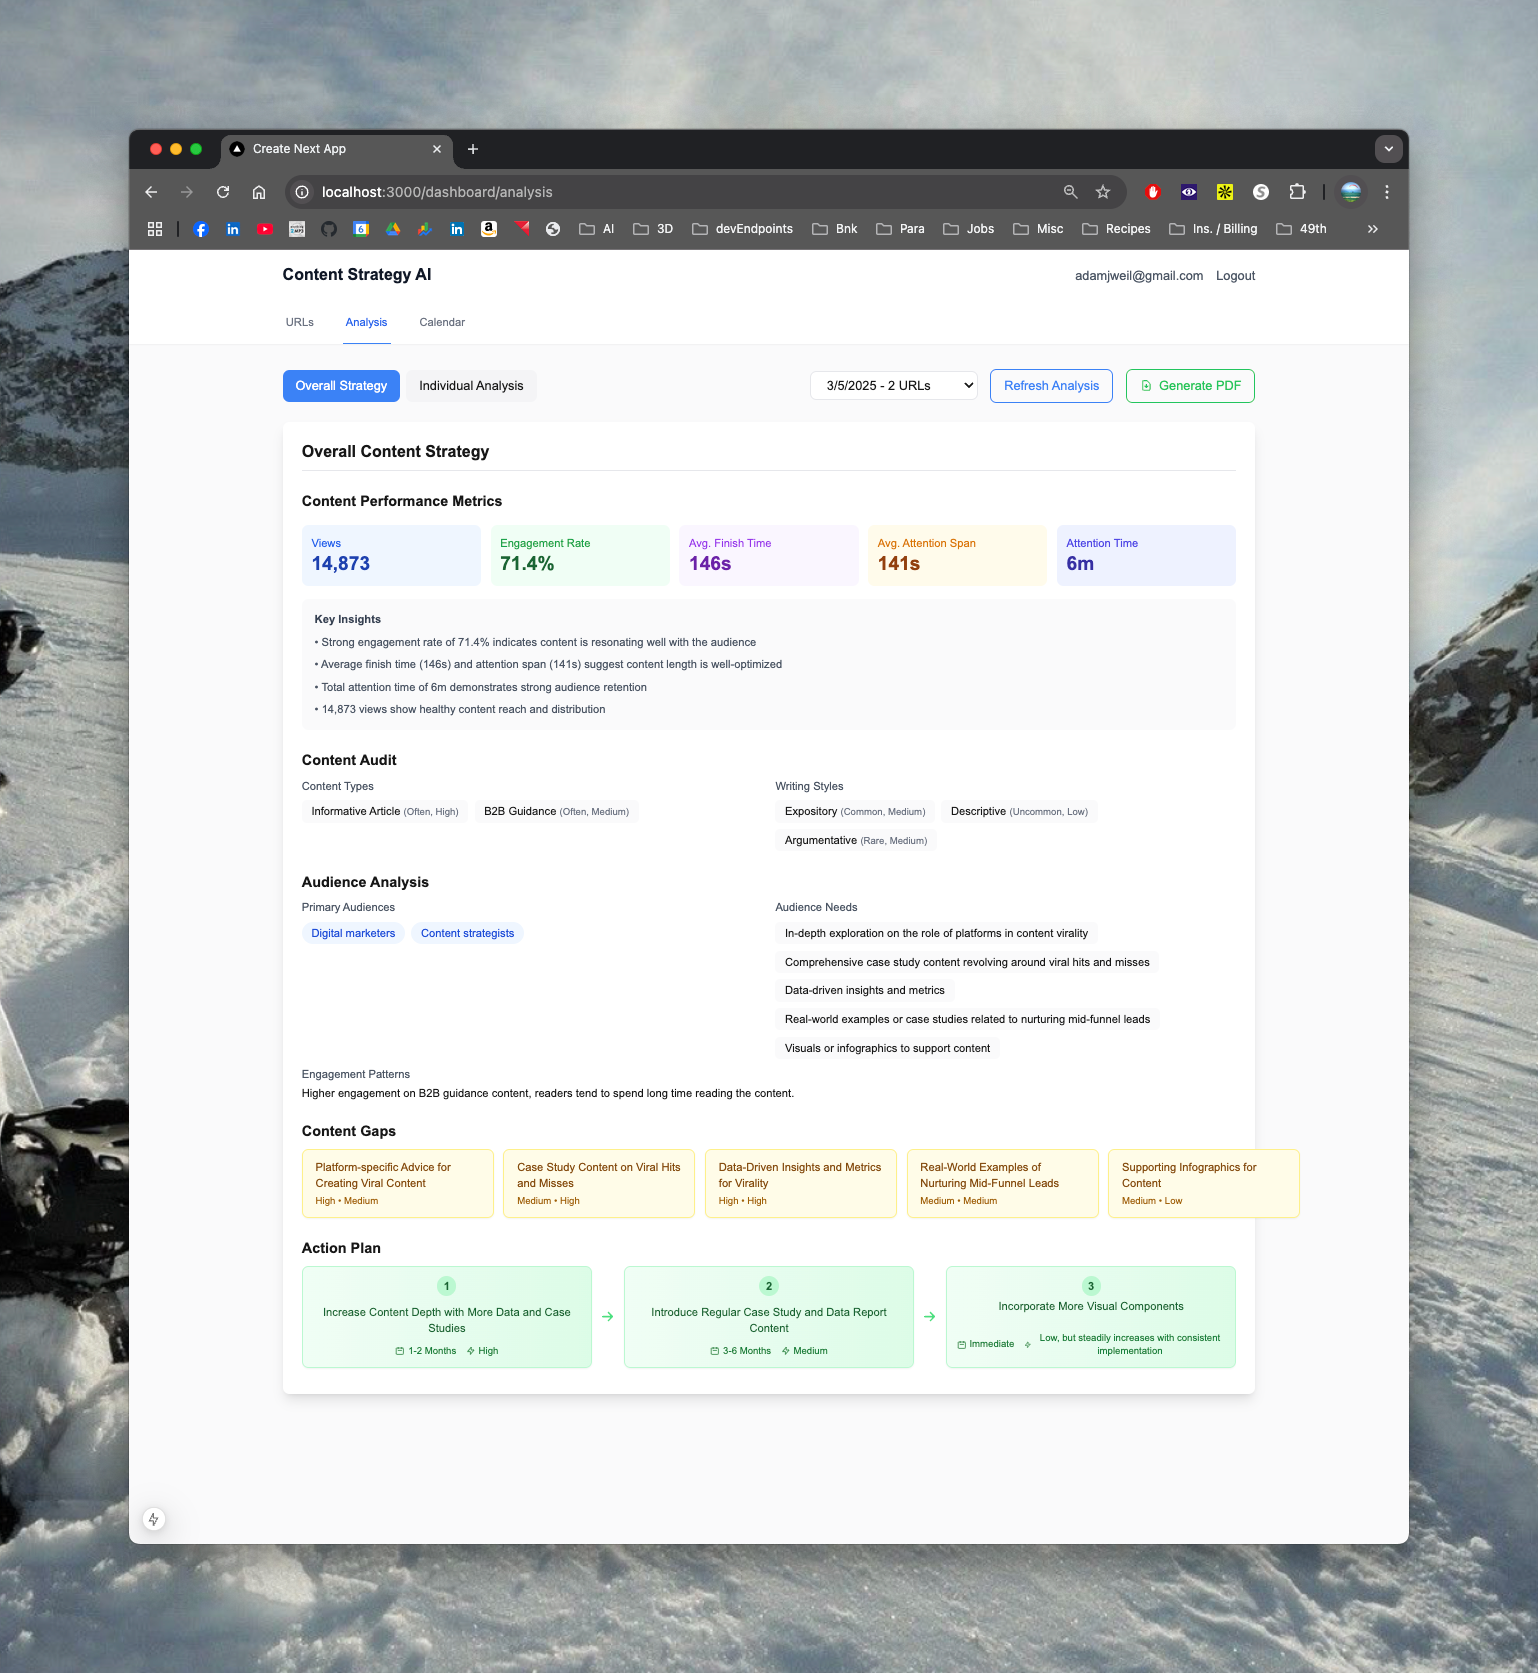 Create Next App
localhost:3000/dashboard/analysis
AI
3D
devEndpoints
Bnk
Para
Jobs
Misc
Recipes
Ins. / Billing
49th
Content Strategy AI
adamjweil@gmail.com
Logout
URLs
Analysis
Calendar
Overall Strategy
Individual Analysis
3/5/2025 - 2 URLs
Refresh Analysis
Generate PDF
Overall Content Strategy
Content Performance Metrics
Views
14,873
Engagement Rate
71.4%
Avg. Finish Time
146s
Avg. Attention Span
141s
Attention Time
6m
Key Insights
• Strong engagement rate of 71.4% indicates content is resonating well with the audience
• Average finish time (146s) and attention span (141s) suggest content length is well-optimized
• Total attention time of 6m demonstrates strong audience retention
• 14,873 views show healthy content reach and distribution
Content Audit
Content Types
Informative Article (Often, High)
B2B Guidance (Often, Medium)
Writing Styles
Expository (Common, Medium)
Descriptive (Uncommon, Low)
Argumentative (Rare, Medium)
Audience Analysis
Primary Audiences
Digital marketers
Content strategists
Audience Needs
In-depth exploration on the role of platforms in content virality
Comprehensive case study content revolving around viral hits and misses
Data-driven insights and metrics
Real-world examples or case studies related to nurturing mid-funnel leads
Visuals or infographics to support content
Engagement Patterns
Higher engagement on B2B guidance content, readers tend to spend long time reading the content.
Content Gaps
Platform-specific Advice for
Creating Viral Content
High • Medium
Case Study Content on Viral Hits
and Misses
Medium • High
Data-Driven Insights and Metrics
for Virality
High • High
Real-World Examples of
Nurturing Mid-Funnel Leads
Medium • Medium
Supporting Infographics for
Content
Medium • Low
Action Plan
1
Increase Content Depth with More Data and Case
Studies
1-2 Months
High
2
Introduce Regular Case Study and Data Report
Content
3-6 Months
Medium
3
Incorporate More Visual Components
Immediate
Low, but steadily increases with consistent
implementation